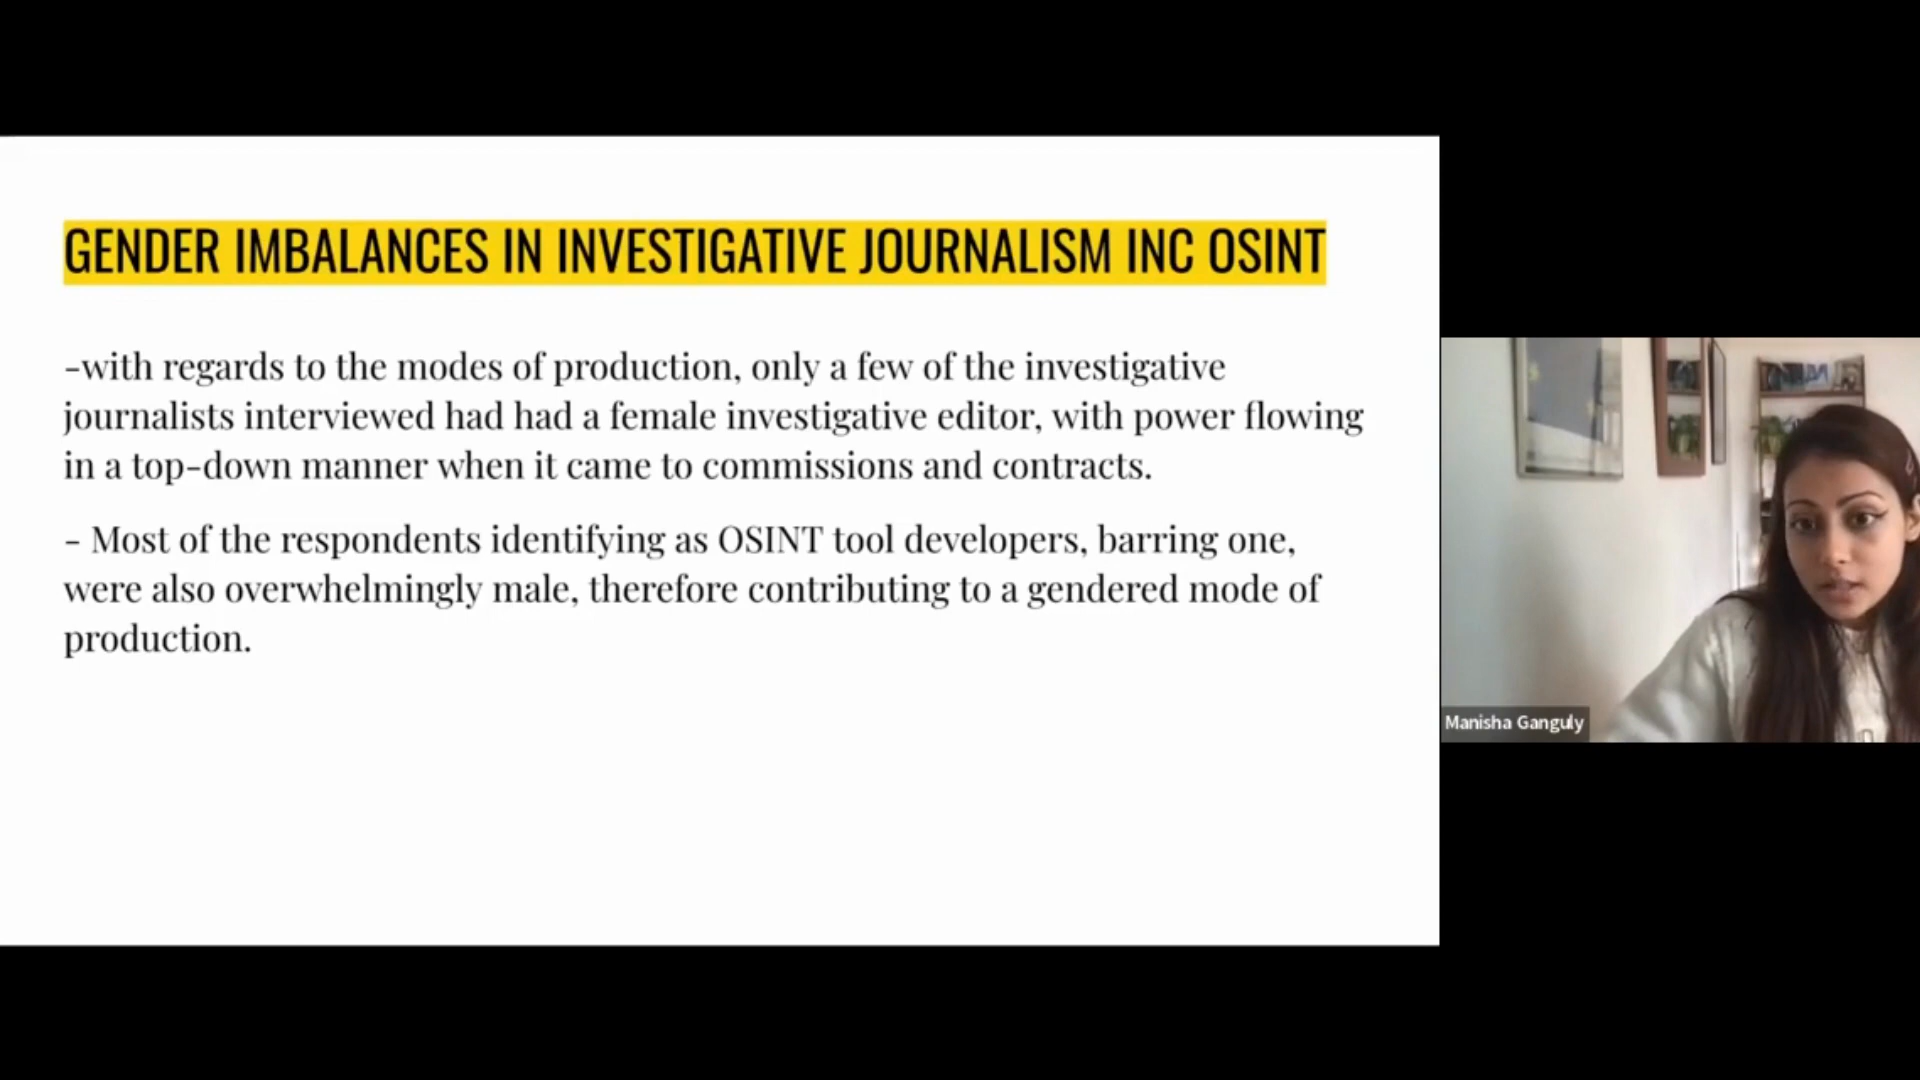 GENDER IMBALANCES IN INVESTIGATIVE JOURNALISM INC OSINT
-with regards to the modes of production, only a few of the investigative
journalists interviewed had had a female investigative editor, with power flowing
in a top-down manner when it came to commissions and contracts.
- Most of the respondents identifying as OSINT tool developers, barring one,
were also overwhelmingly male, therefore contributing to a gendered mode of
production.
Manisha Ganguly